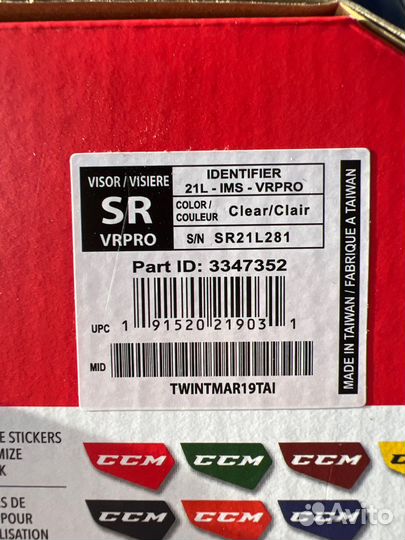 VISOR / VISIERE
SR
VRPRO
IDENTIFIER
21L - IMS - VRPRO
COLOR/
COULEUR
Clear/Clair
S/N SR21L281
Part ID: 3347352
UPC 1 91520 21903 1
MID
TWINTMAR19TAI
MADE IN TAIWAN / FABRIQUE A TAIWAN
E STICKERS
MIZE
K
CCM CCM CCM
S DE
POUR
LISATION
CCM CCM CCM
Avito